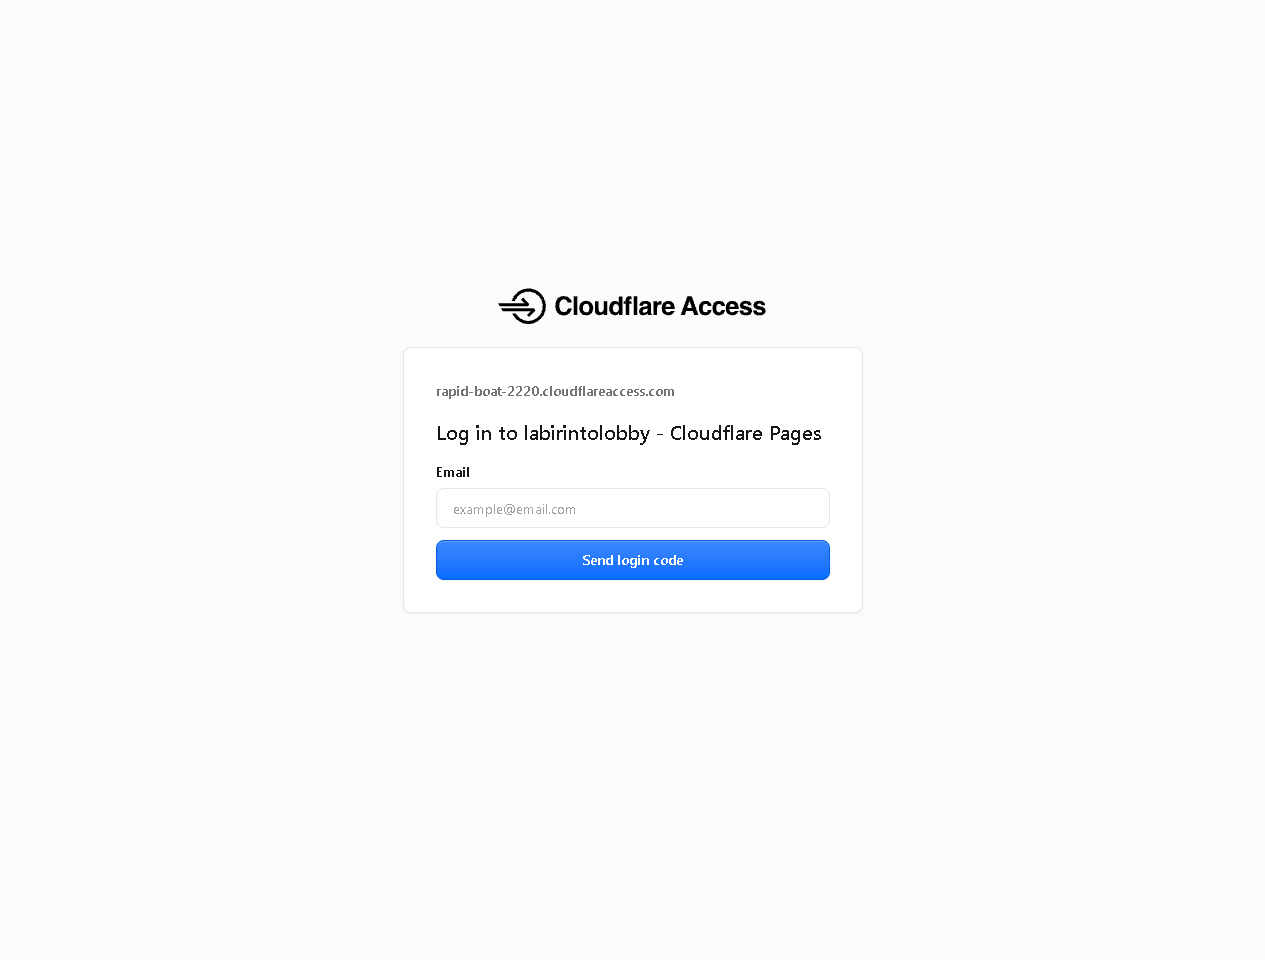 Cloudflare Access
rapid-boat-2220.cloudflareaccess.com
Log in to labirintolobby - Cloudflare Pages
Email
example@email.com
Send login code